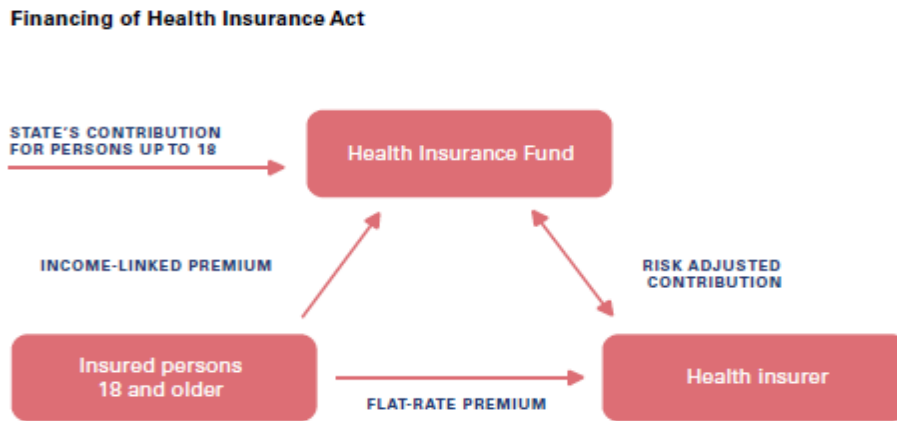 Financing of Health Insurance Act
STATE'S CONTRIBUTION
FOR PERSONS UP TO 18
Health Insurance Fund
INCOME-LINKED PREMIUM
RISK ADJUSTED
CONTRIBUTION
Insured persons
18 and older
FLAT-RATE PREMIUM
Health insurer